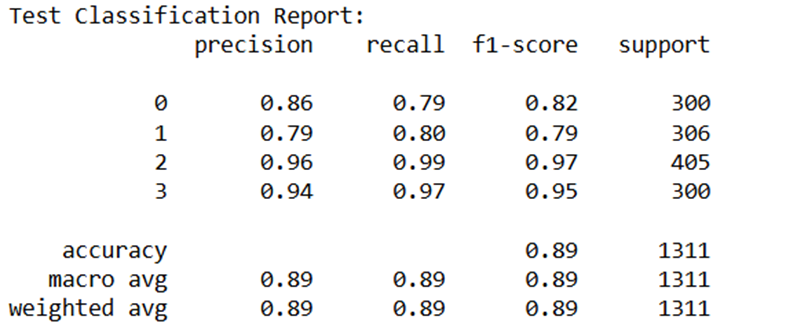 Test Classification Report:
precision recall f1-score support
0 0.86 0.79 0.82 300
1 0.79 0.80 0.79 306
2 0.96 0.99 0.97 405
3 0.94 0.97 0.95 300
accuracy 0.89 1311
macro avg 0.89 0.89 0.89 1311
weighted avg 0.89 0.89 0.89 1311